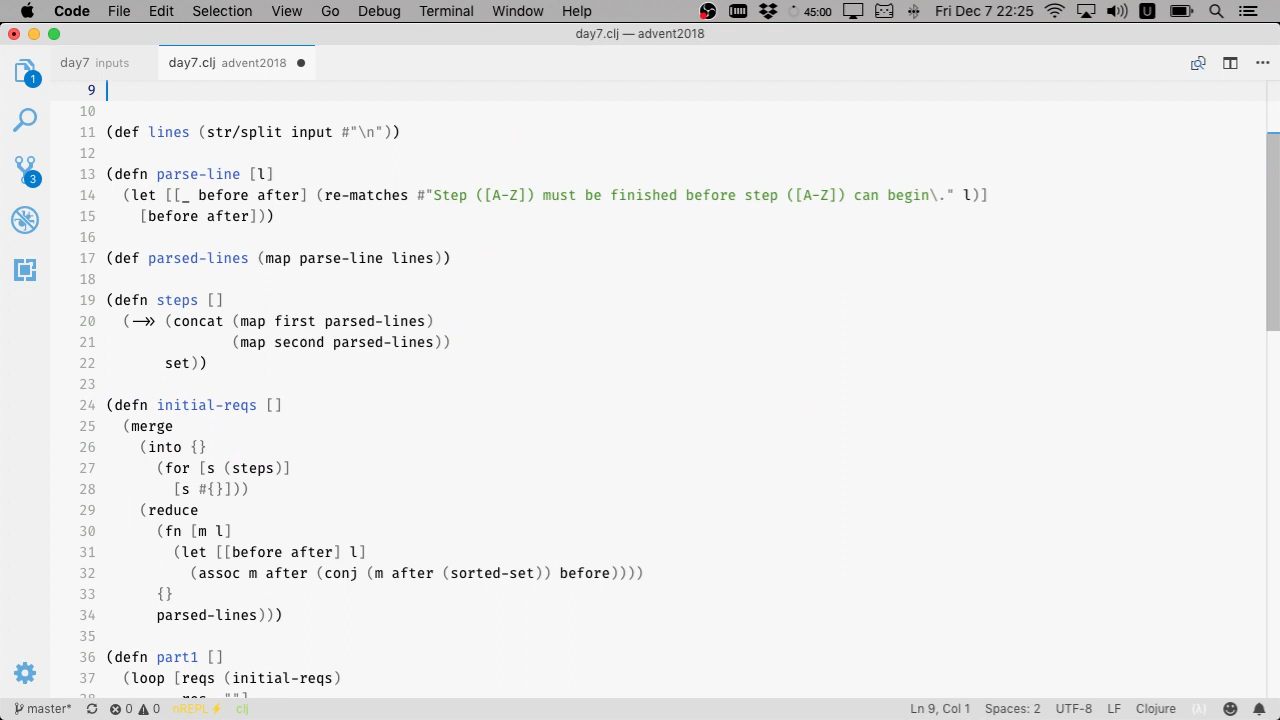 Code File Edit Selection View Go Debug Terminal Window Help 45:00 U Fri Dec 7 22:25
day7.clj — advent2018
1 day7 inputs day7.clj advent2018
9
10
11 (def lines (str/split input #"\n"))
12
13 (defn parse-line [l]
14 (let [[_ before after] (re-matches #"Step ([A-Z]) must be finished before step ([A-Z]) can begin\." l)]
15 [before after]))
16
17 (def parsed-lines (map parse-line lines))
18
19 (defn steps []
20 (->> (concat (map first parsed-lines)
21 (map second parsed-lines))
22 set))
23
24 (defn initial-reqs []
25 (merge
26 (into {}
27 (for [s (steps)]
28 [s #{}]))
29 (reduce
30 (fn [m l]
31 (let [[before after] l]
32 (assoc m after (conj (m after (sorted-set)) before))))
33 {}
34 parsed-lines)))
35
36 (defn part1 []
37 (loop [reqs (initial-reqs)
3
master* 0 0 nREPL clj Ln 9, Col 1 Spaces: 2 UTF-8 LF Clojure (λ)